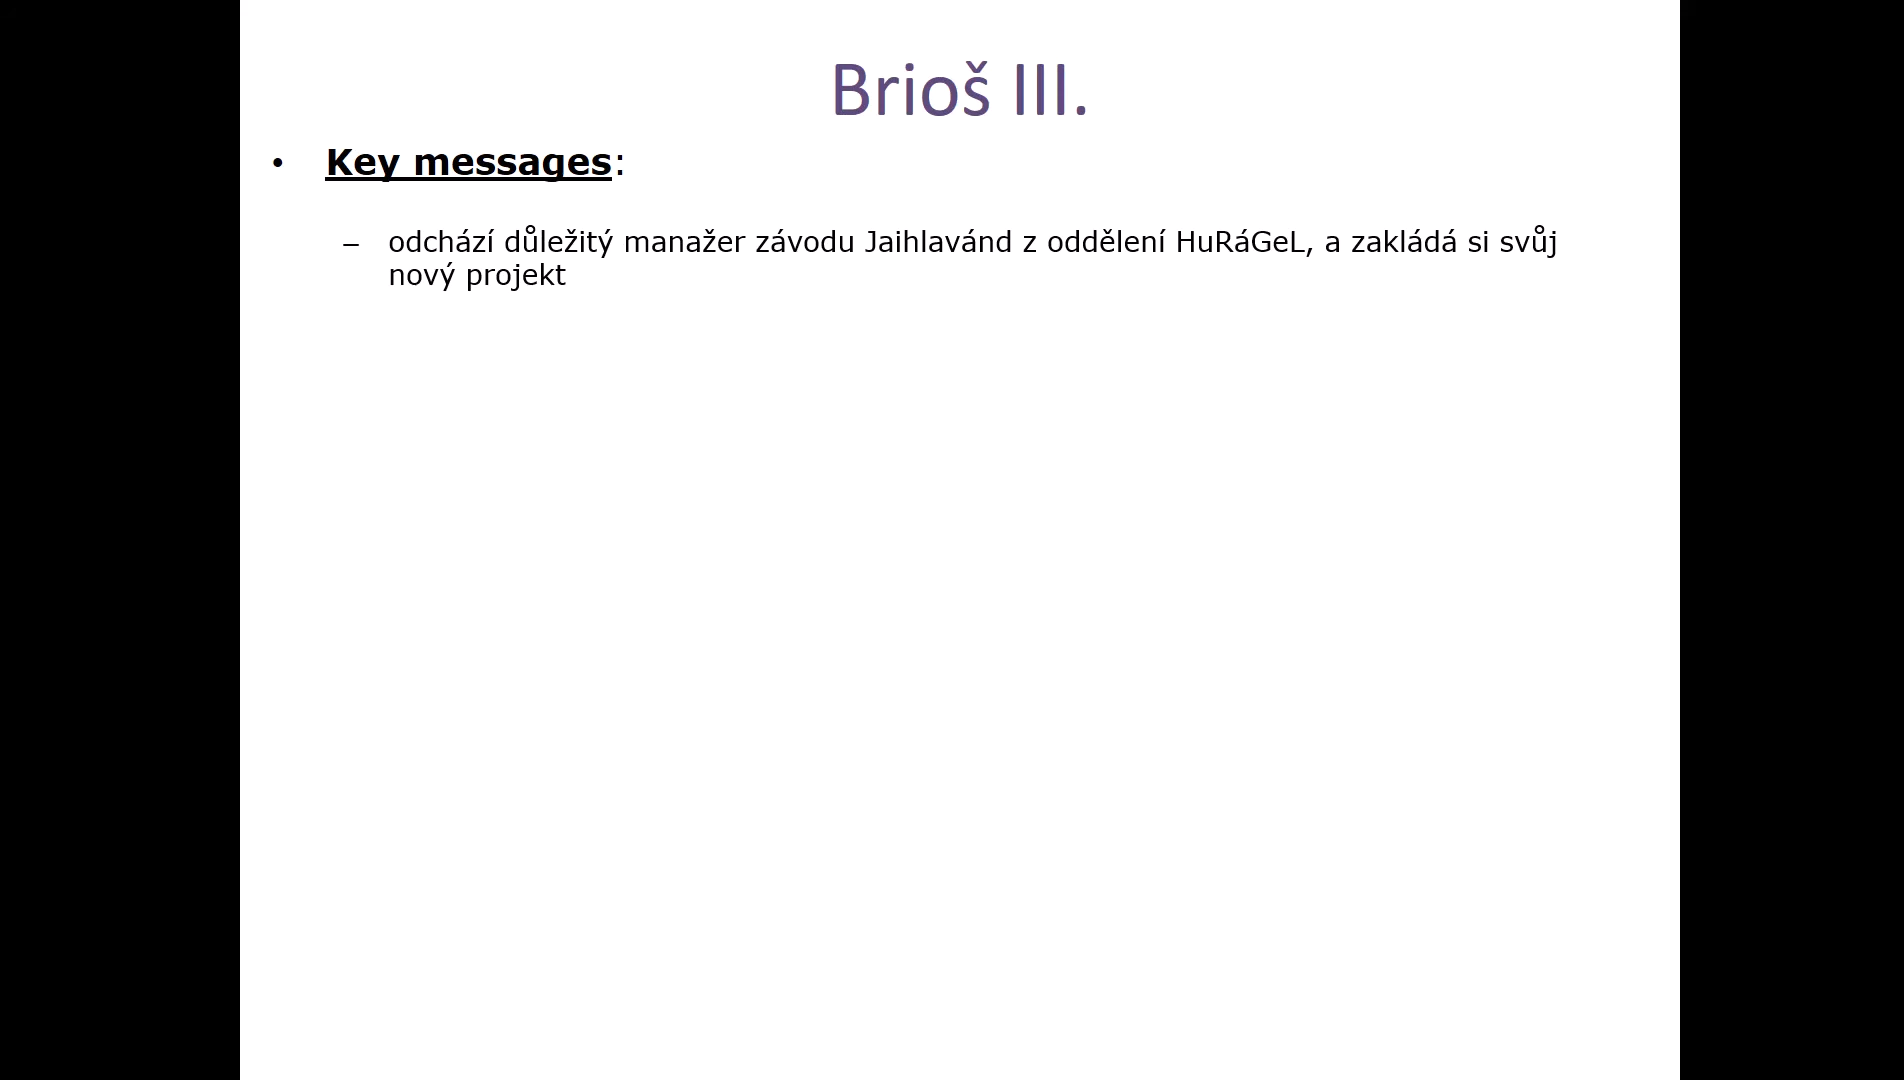 Brioš III.
• Key messages:
– odchází důležitý manažer závodu Jaihlavánd z oddělení HuRáGeL, a zakládá si svůj
nový projekt